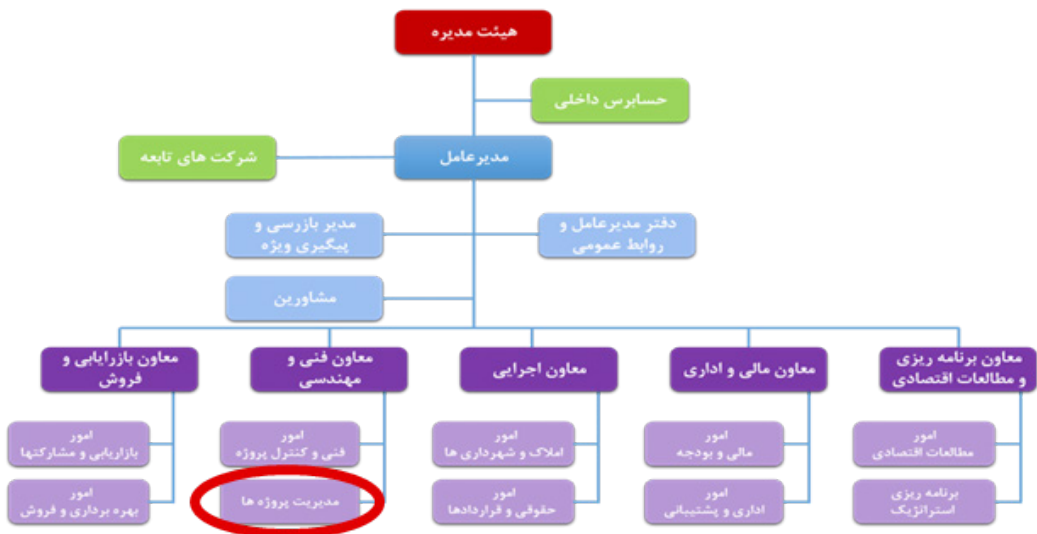 هیئت مدیره
حسابرس داخلی
مدیرعامل
شرکت های تابعه
دفتر مدیرعامل و
روابط عمومی
مدیر بازرسی و
پیگیری ویژه
مشاورین
معاون برنامه ریزی
و مطالعات اقتصادی
معاون مالی و اداری
معاون اجرایی
معاون فنی و
مهندسی
معاون بازرایابی و
فروش
امور
مطالعات اقتصادی
امور
مالی و بودجه
امور
املاک و شهرداری ها
امور
فنی و کنترل پروژه
امور
بازاریابی و مشارکتها
برنامه ریزی
استراتژیک
امور
اداری و پشتیبانی
امور
حقوقی و قراردادها
مدیریت پروژه ها
امور
بهره برداری و فروش